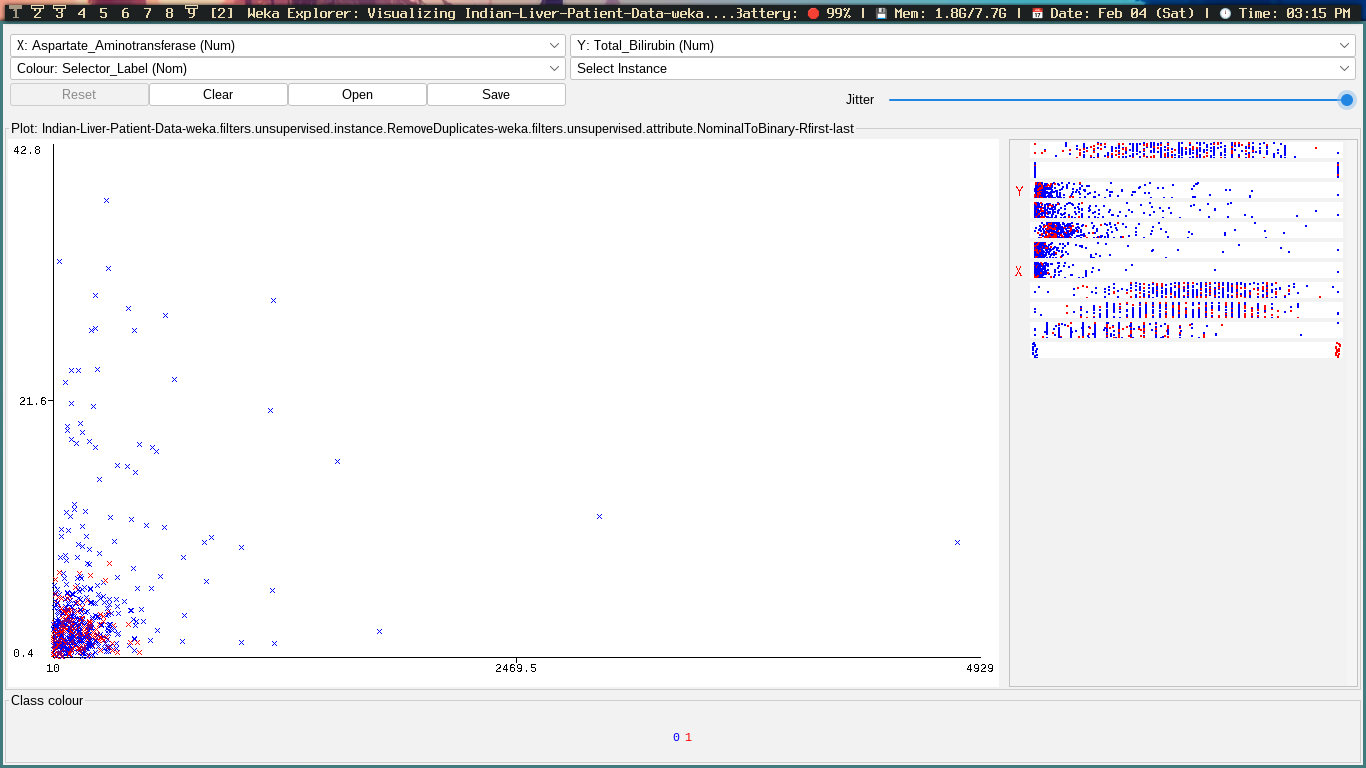 1 2 3 4 5 6 7 8 9 [2] Weka Explorer: Visualizing Indian-Liver-Patient-Data-weka....Battery: 99% | Mem: 1.8G/7.7G | Date: Feb 04 (Sat) | Time: 03:15 PM
X: Aspartate_Aminotransferase (Num) Y: Total_Bilirubin (Num)
Colour: Selector_Label (Nom) Select Instance
Reset Clear Open Save Jitter
Plot: Indian-Liver-Patient-Data-weka.filters.unsupervised.instance.RemoveDuplicates-weka.filters.unsupervised.attribute.NominalToBinary-Rfirst-last
42.8
Y
X
21.6
0.4
10 2469.5 4929
Class colour
0 1